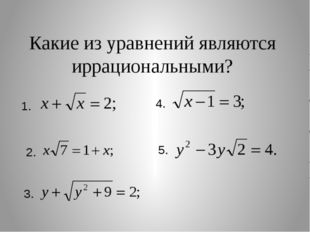 Какие из уравнений являются
иррациональными?
1. x + √x = 2;
2. x√7 = 1 + x;
3. y + √(y² + 9) = 2;
4. √(x − 1) = 3;
5. y² − 3y√2 = 4.